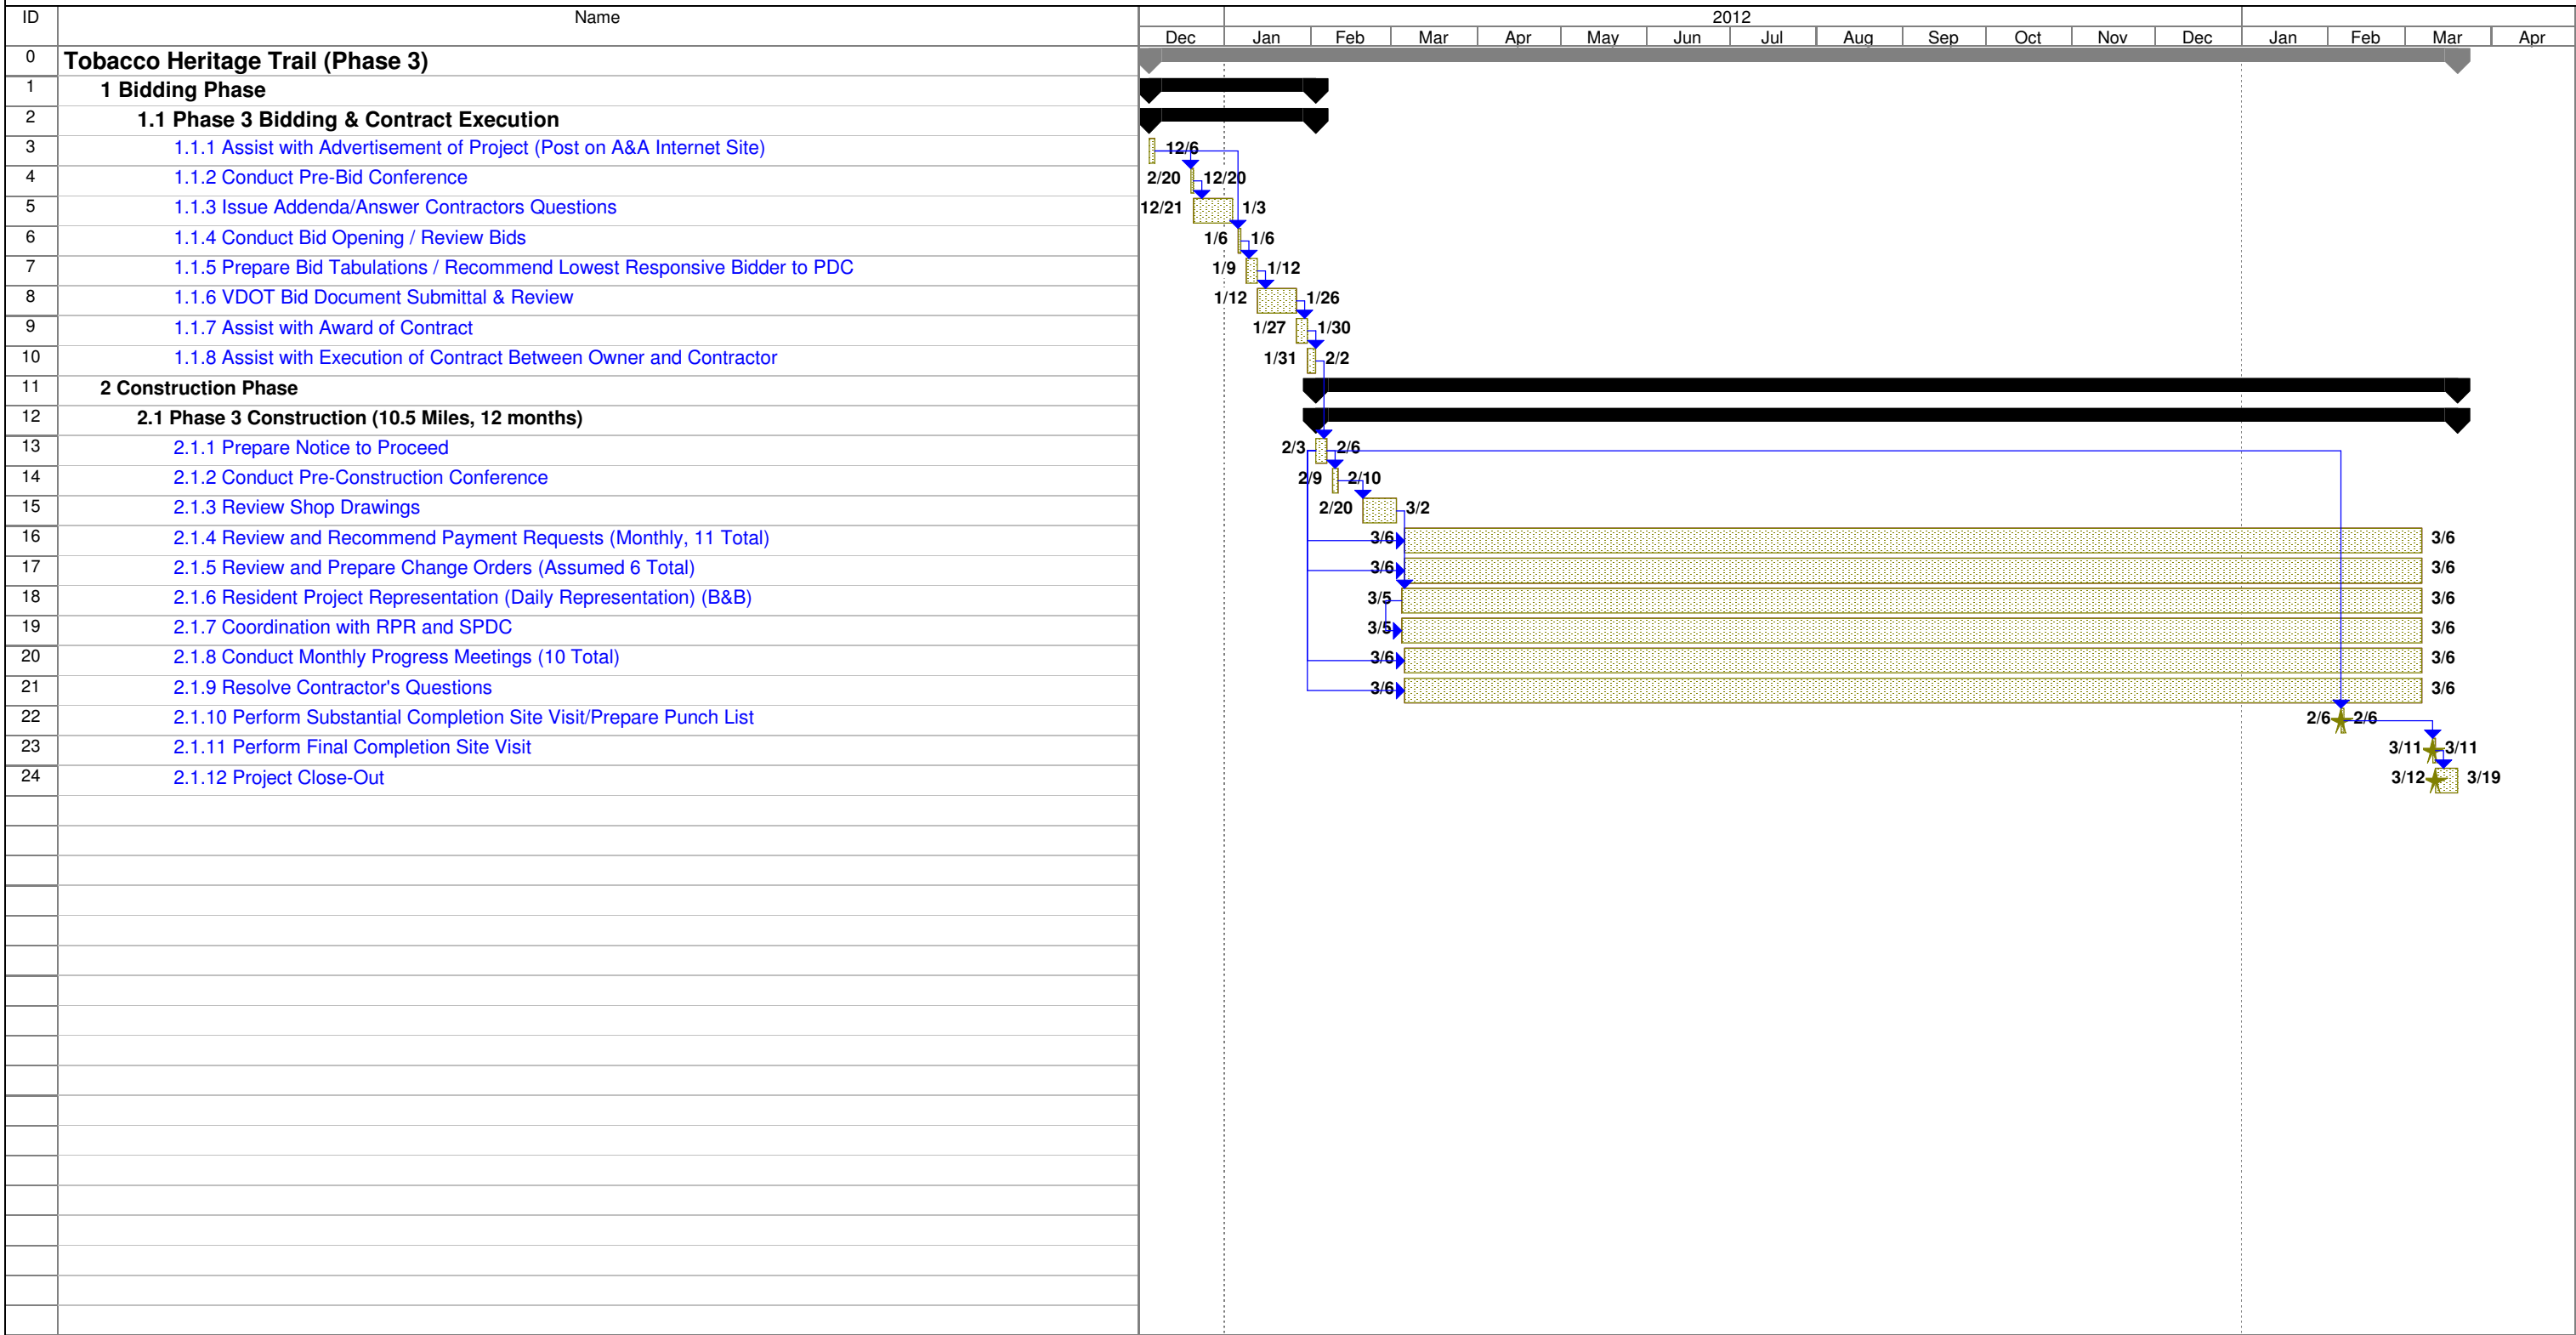 ID Name 2012
Dec Jan Feb Mar Apr May Jun Jul Aug Sep Oct Nov Dec Jan Feb Mar Apr
0 Tobacco Heritage Trail (Phase 3)
1 1 Bidding Phase
2 1.1 Phase 3 Bidding & Contract Execution
3 1.1.1 Assist with Advertisement of Project (Post on A&A Internet Site) 12/6
4 1.1.2 Conduct Pre-Bid Conference 2/20 12/20
5 1.1.3 Issue Addenda/Answer Contractors Questions 12/21 1/3
6 1.1.4 Conduct Bid Opening / Review Bids 1/6 1/6
7 1.1.5 Prepare Bid Tabulations / Recommend Lowest Responsive Bidder to PDC 1/9 1/12
8 1.1.6 VDOT Bid Document Submittal & Review 1/12 1/26
9 1.1.7 Assist with Award of Contract 1/27 1/30
10 1.1.8 Assist with Execution of Contract Between Owner and Contractor 1/31 2/2
11 2 Construction Phase
12 2.1 Phase 3 Construction (10.5 Miles, 12 months)
13 2.1.1 Prepare Notice to Proceed 2/3 2/6
14 2.1.2 Conduct Pre-Construction Conference 2/9 2/10
15 2.1.3 Review Shop Drawings 2/20 3/2
16 2.1.4 Review and Recommend Payment Requests (Monthly, 11 Total) 3/6 3/6
17 2.1.5 Review and Prepare Change Orders (Assumed 6 Total) 3/6 3/6
18 2.1.6 Resident Project Representation (Daily Representation) (B&B) 3/5 3/6
19 2.1.7 Coordination with RPR and SPDC 3/5 3/6
20 2.1.8 Conduct Monthly Progress Meetings (10 Total) 3/6 3/6
21 2.1.9 Resolve Contractor's Questions 3/6 3/6
22 2.1.10 Perform Substantial Completion Site Visit/Prepare Punch List 2/6 2/6
23 2.1.11 Perform Final Completion Site Visit 3/11 3/11
24 2.1.12 Project Close-Out 3/12 3/19